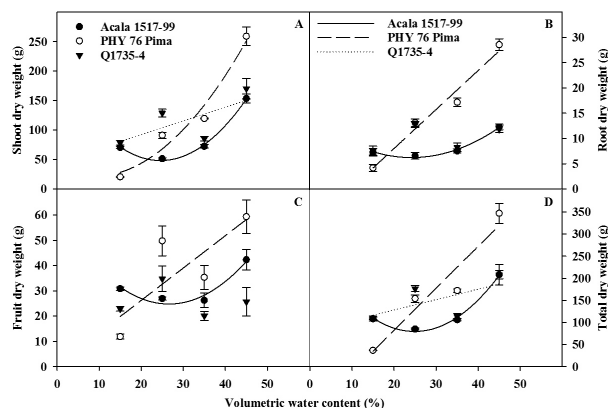 A
Acala 1517-99
PHY 76 Pima
Q1735-4
Shoot dry weight (g)
250
200
150
100
50
0
B
Acala 1517-99
PHY 76 Pima
Q1735-4
Root dry weight (g)
30
25
20
15
10
5
0
C
Fruit dry weight (g)
60
50
40
30
20
10
0
D
Total dry weight (g)
350
300
250
200
150
100
50
0
0 10 20 30 40 0 10 20 30 40 50
Volumetric water content (%)